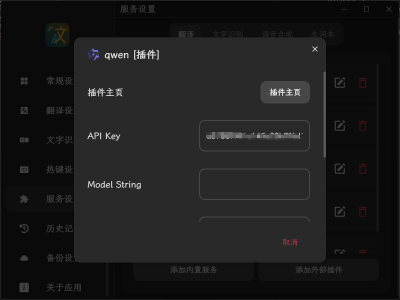 服务设置
翻译
文字识别
语音合成
生词本
qwen [插件]
插件主页
插件主页
API Key
Model String
取消
常规设
翻译设
文字识
热键设
服务设
历史记
备份设
关于应用
添加内置服务
添加外部插件